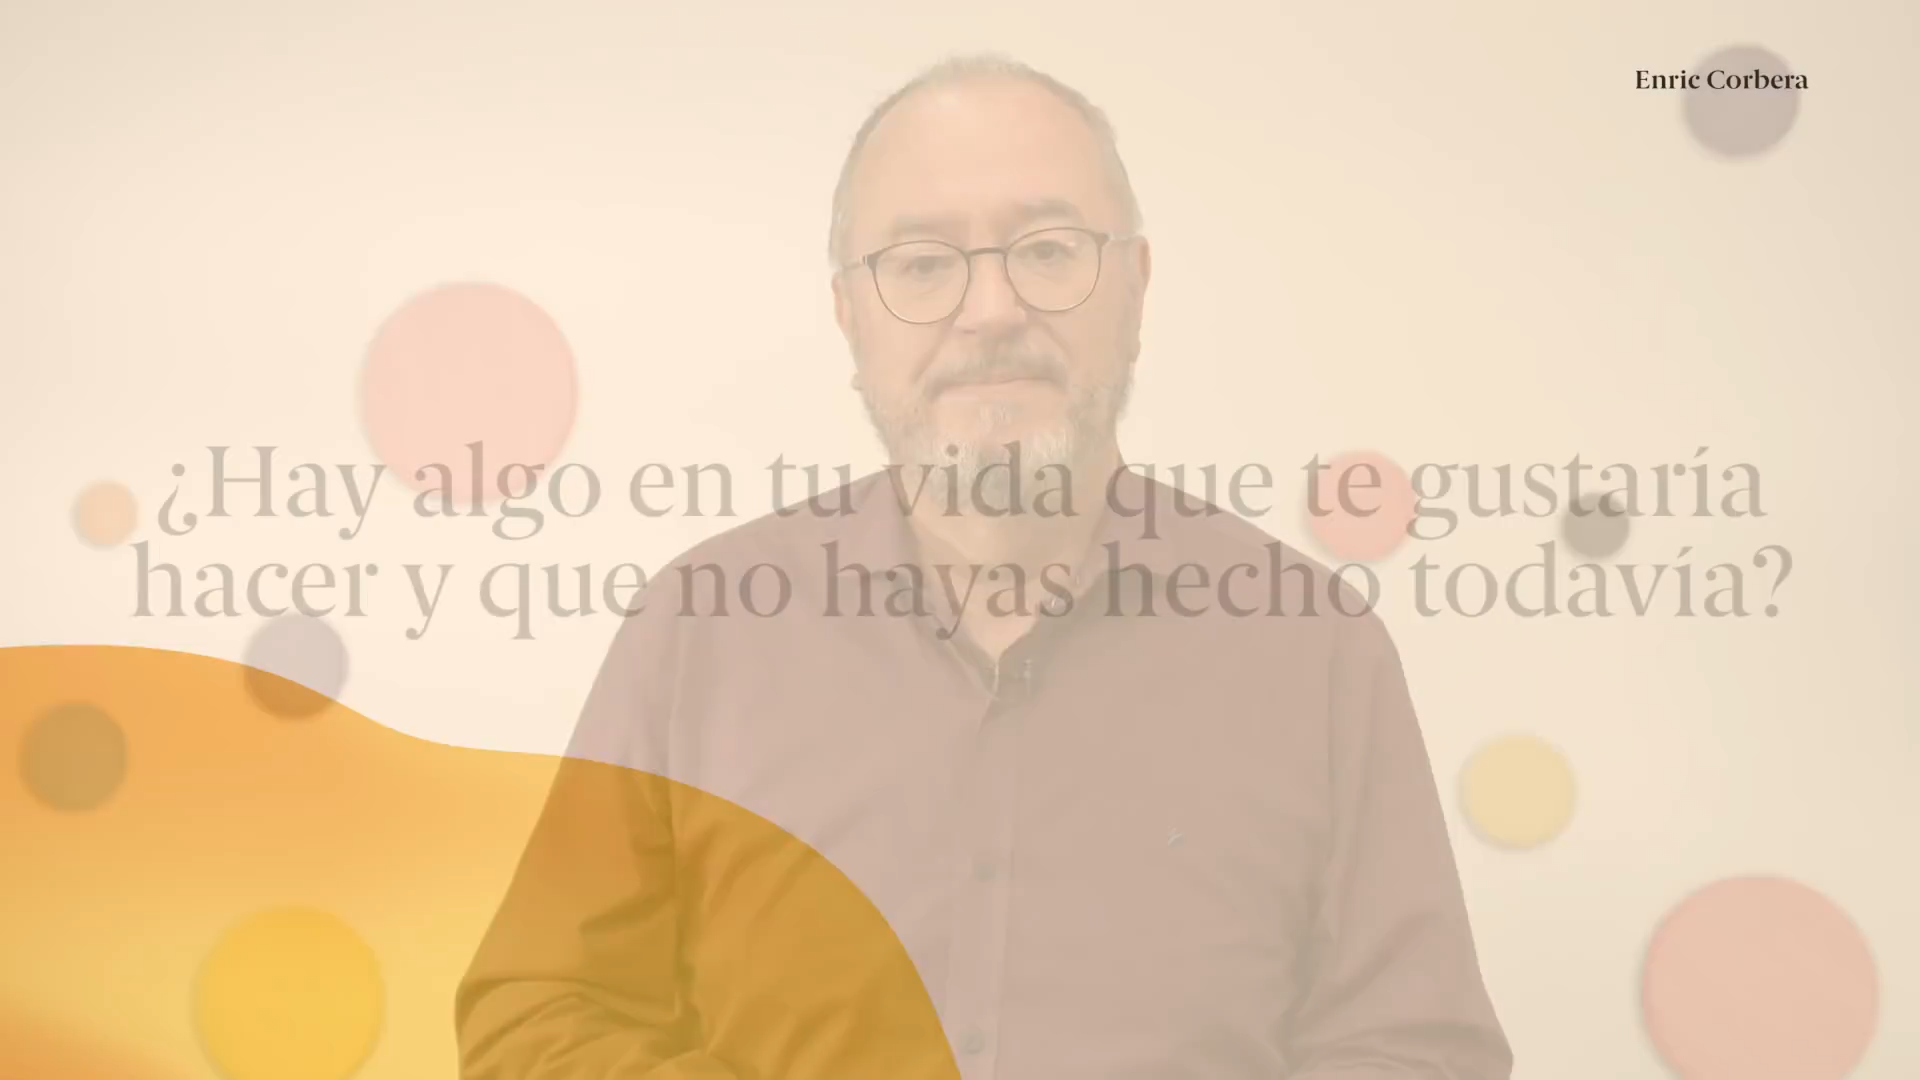 Enric Corbera
¿Hay algo en tu vida que te gustaría
hacer y que no hayas hecho todavía?